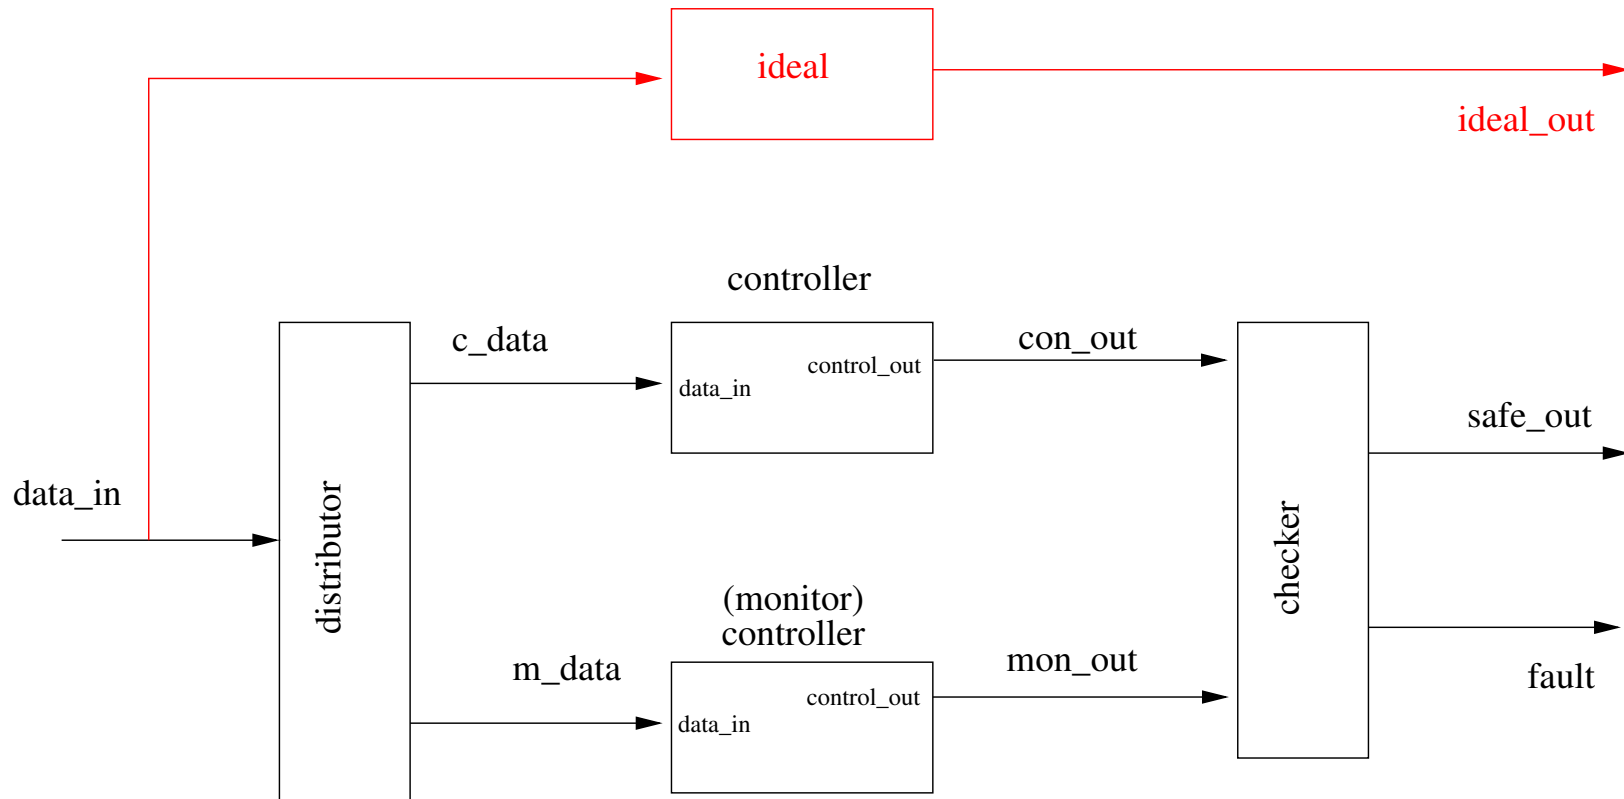 ideal
ideal_out
controller
c_data
con_out
control_out
data_in
safe_out
data_in
distributor
checker
(monitor)
controller
m_data
mon_out
fault
control_out
data_in